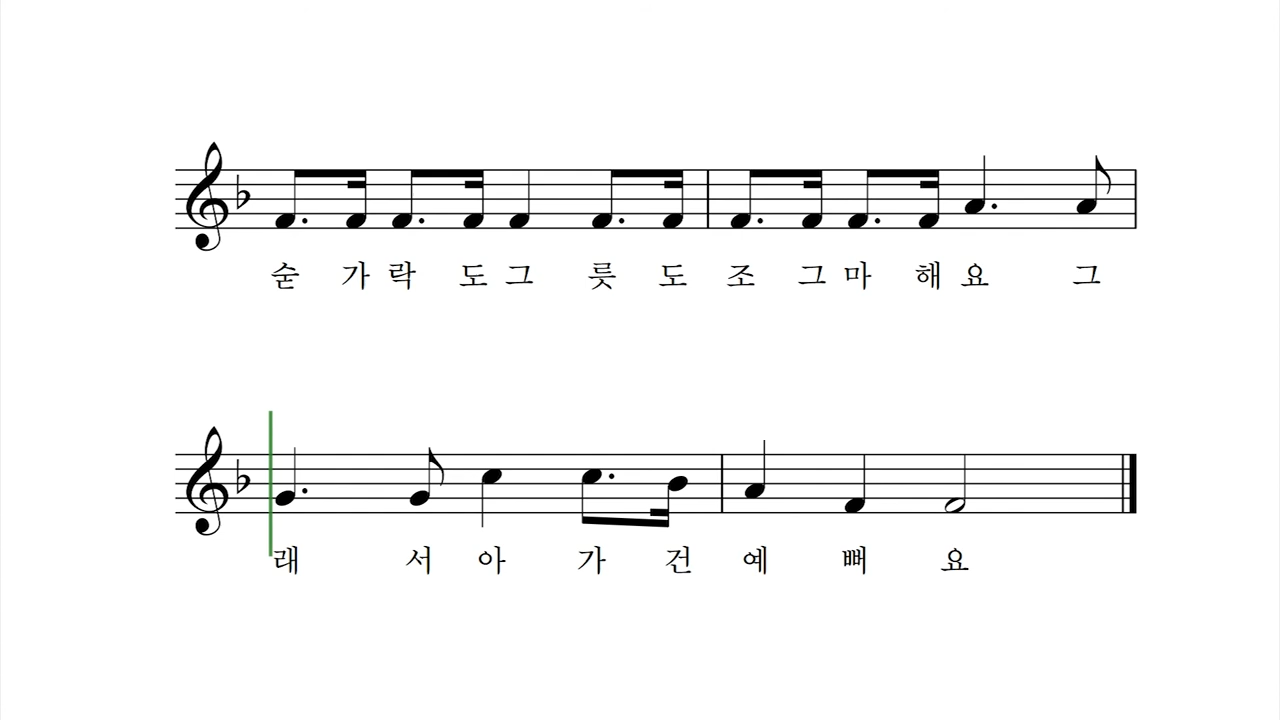 숟 가 락 도 그 릇 도 조 그 마 해 요 그
래 서 아 가 건 예 뻐 요